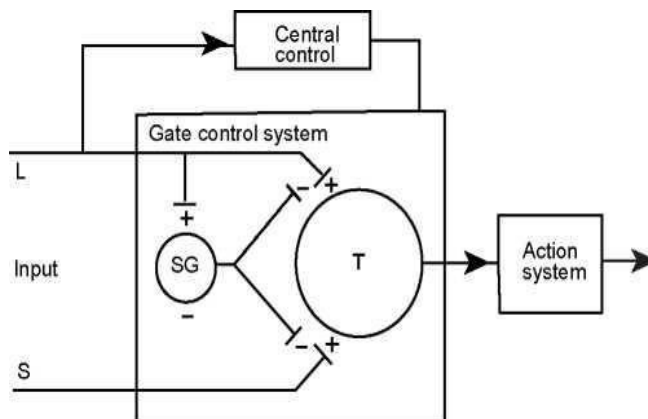 Central
control
Gate control system
L
- +
+
Input
SG
T
Action
system
-
- +
S